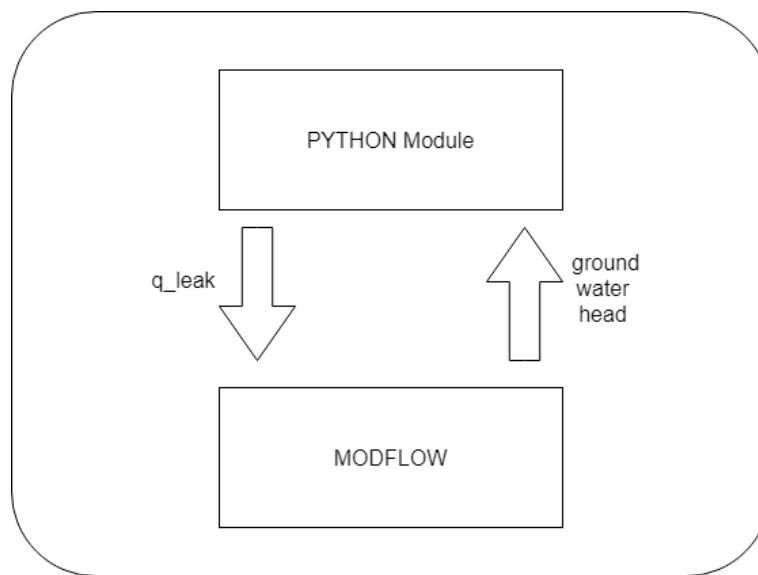 PYTHON Module
q_leak
ground
water
head
MODFLOW